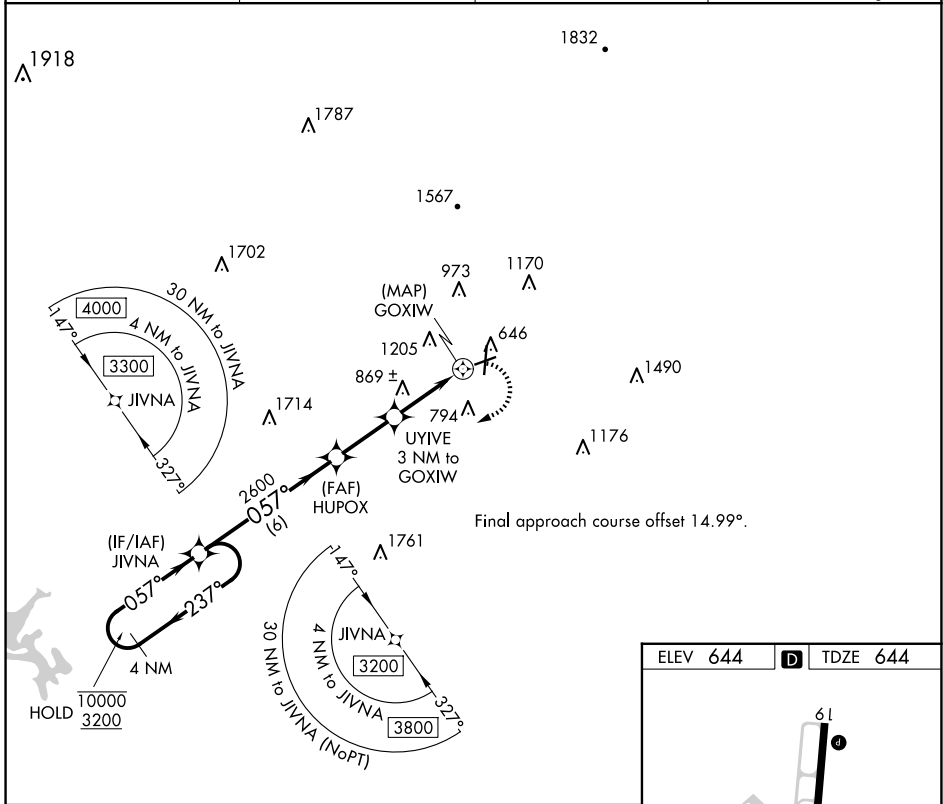 1832
1918
1787
1567
1702
973
1170
(MAP)
GOXIW
30 NM to JIVNA
147°
4000
4 NM to JIVNA
3300
JIVNA
327°
1205
646
869 ±
1490
1714
794
UYIVE
3 NM to
GOXIW
1176
2600
057°
(6)
(FAF)
HUPOX
Final approach course offset 14.99°.
(IF/IAF)
JIVNA
1761
057°
237°
4 NM
HOLD
10000
3200
147°
JIVNA
3200
4 NM to JIVNA
327°
3800
30 NM to JIVNA (NoPT)
ELEV 644
D
TDZE 644
19
P